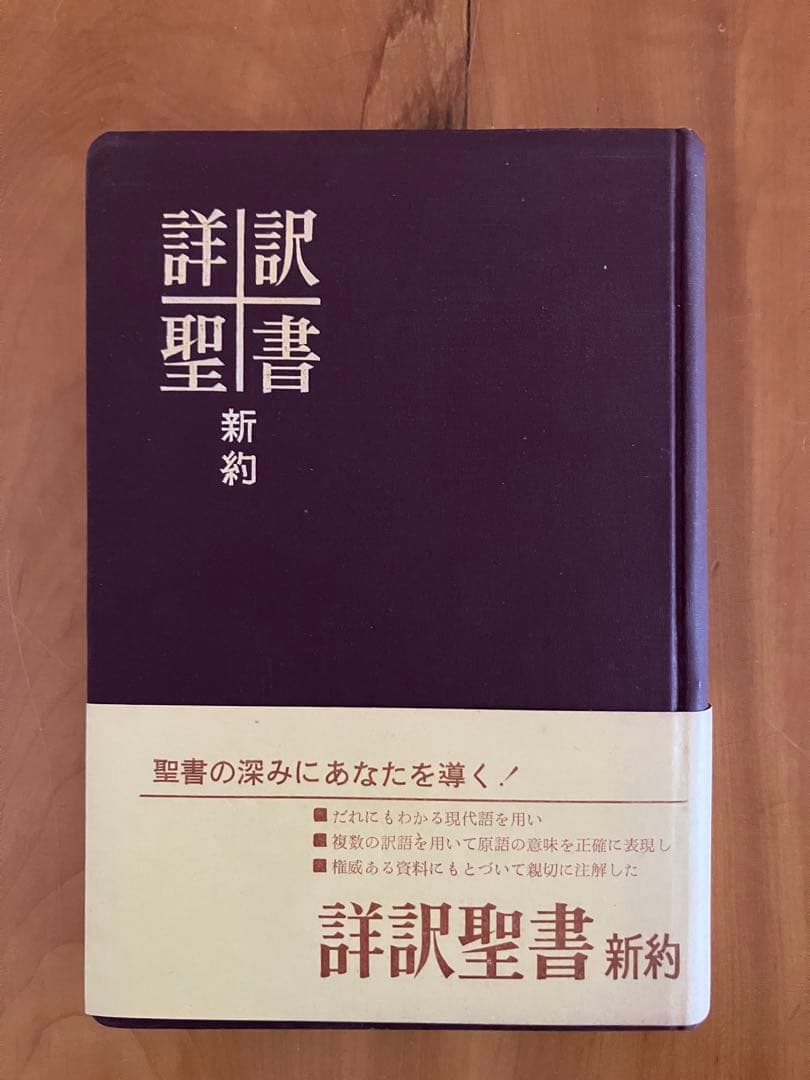 詳訳
聖書
新約
聖書の深みにあなたを導く!
■だれにもわかる現代語を用い
■複数の訳語を用いて原語の意味を正確に表現し
■権威ある資料にもとづいて親切に注解した
詳訳聖書 新約